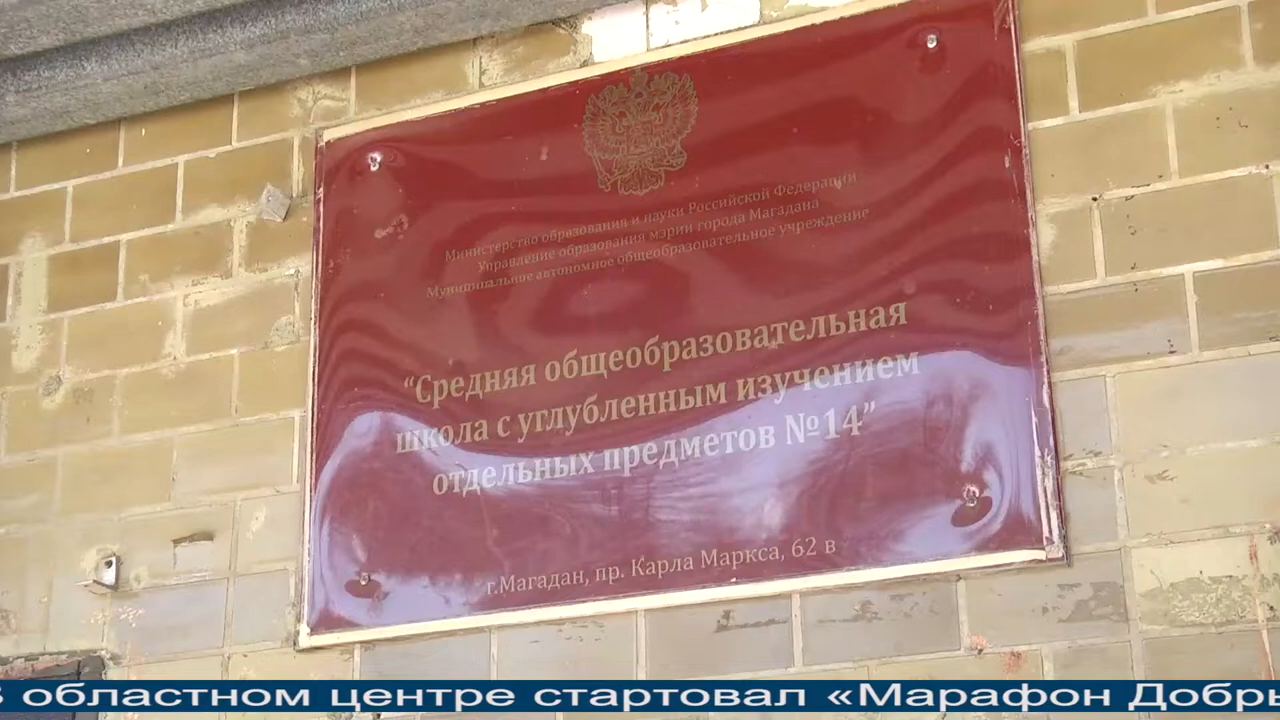 Министерство образования и науки Российской Федерации
Управление образования мэрии города Магадана
Муниципальное автономное общеобразовательное учреждение
“Средняя общеобразовательная
школа с углубленным изучением
отдельных предметов №14”
г.Магадан, пр. Карла Маркса, 62 в
В областном центре стартовал «Марафон Добры